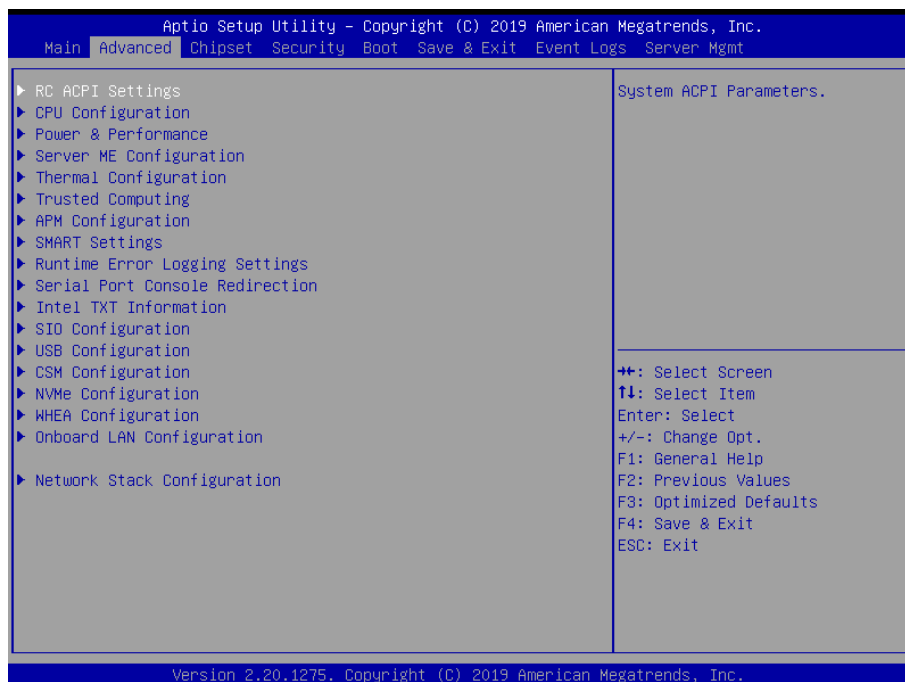 Aptio Setup Utility – Copyright (C) 2019 American Megatrends, Inc.
Main Advanced Chipset Security Boot Save & Exit Event Logs Server Mgmt
RC ACPI Settings
CPU Configuration
Power & Performance
Server ME Configuration
Thermal Configuration
Trusted Computing
APM Configuration
SMART Settings
Runtime Error Logging Settings
Serial Port Console Redirection
Intel TXT Information
SIO Configuration
USB Configuration
CSM Configuration
NVMe Configuration
WHEA Configuration
Onboard LAN Configuration
Network Stack Configuration
System ACPI Parameters.
→←: Select Screen
↑↓: Select Item
Enter: Select
+/-: Change Opt.
F1: General Help
F2: Previous Values
F3: Optimized Defaults
F4: Save & Exit
ESC: Exit
Version 2.20.1275. Copyright (C) 2019 American Megatrends, Inc.